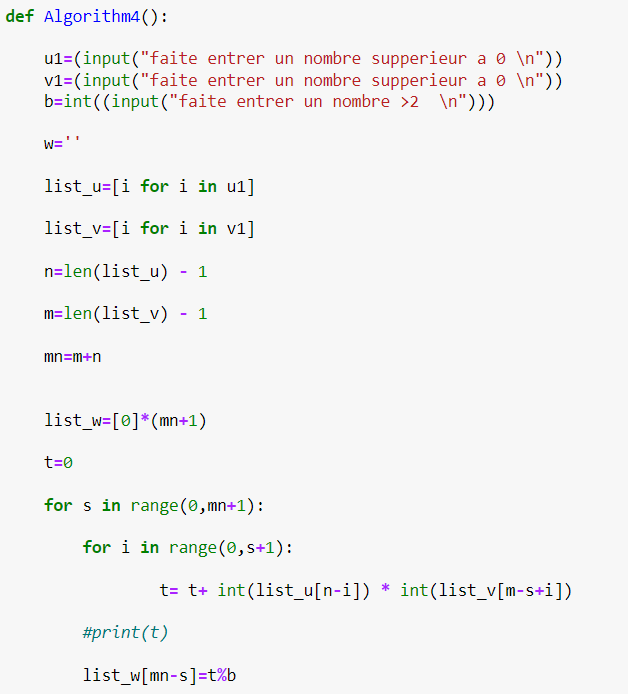 def Algorithm4():
    u1=(input("faite entrer un nombre supperieur a 0 \n"))
    v1=(input("faite entrer un nombre supperieur a 0 \n"))
    b=int((input("faite entrer un nombre >2  \n")))
    w=''
    list_u=[i for i in u1]
    list_v=[i for i in v1]
    n=len(list_u) - 1
    m=len(list_v) - 1
    mn=m+n
    list_w=[0]*(mn+1)
    t=0
    for s in range(0,mn+1):
        for i in range(0,s+1):
                t= t+ int(list_u[n-i]) * int(list_v[m-s+i])
        #print(t)
        list_w[mn-s]=t%b